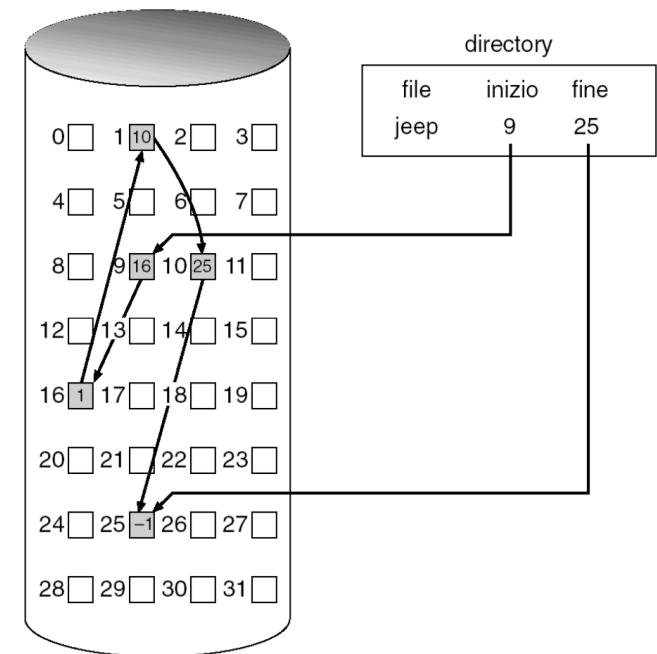 directory
file inizio fine
jeep 9 25
0 1 10 2 3
4 5 6 7
8 9 16 10 25 11
12 13 14 15
16 1 17 18 19
20 21 22 23
24 25 –1 26 27
28 29 30 31